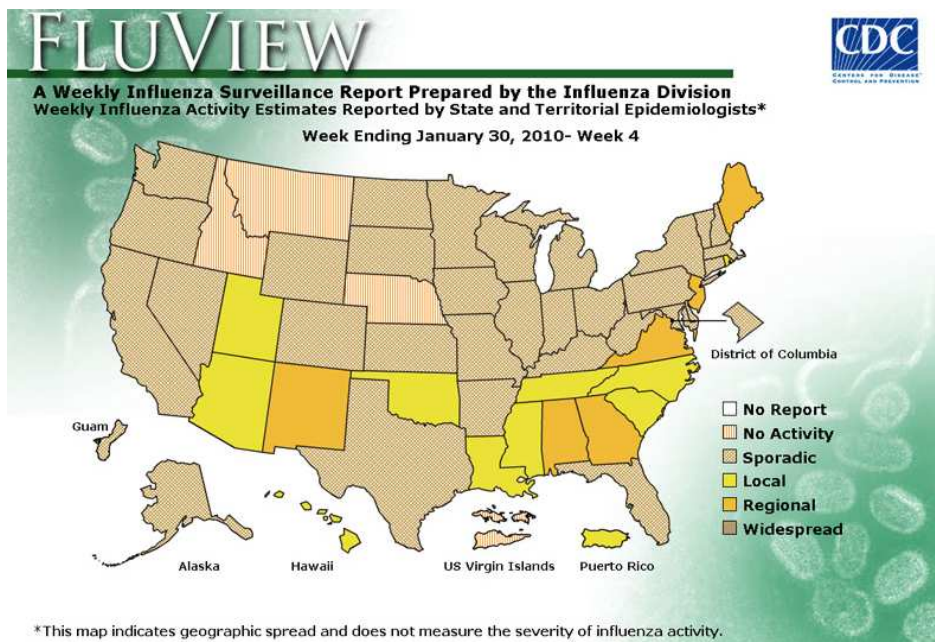 FLUVIEW
CDC
CENTERS FOR DISEASE
CONTROL AND PREVENTION
A Weekly Influenza Surveillance Report Prepared by the Influenza Division
Weekly Influenza Activity Estimates Reported by State and Territorial Epidemiologists*
Week Ending January 30, 2010- Week 4
District of Columbia
No Report
No Activity
Sporadic
Local
Regional
Widespread
Guam
Alaska
Hawaii
US Virgin Islands
Puerto Rico
*This map indicates geographic spread and does not measure the severity of influenza activity.